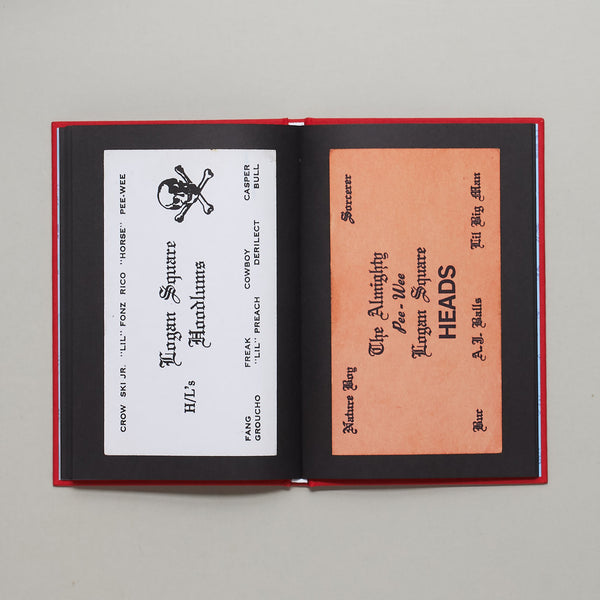 CROW SKI JR. "LIL" FONZ RICO "HORSE" PEE-WEE
Logan Square
H/L's
Hoodlums
FANG FREAK COWBOY CASPER
GROUCHO "LIL" PREACH DERILECT BULL
Nature Boy Sorcerer
The Almighty
Pee - Wee
Logan Square
HEADS
Buc A.J. Balls Lil Big Man